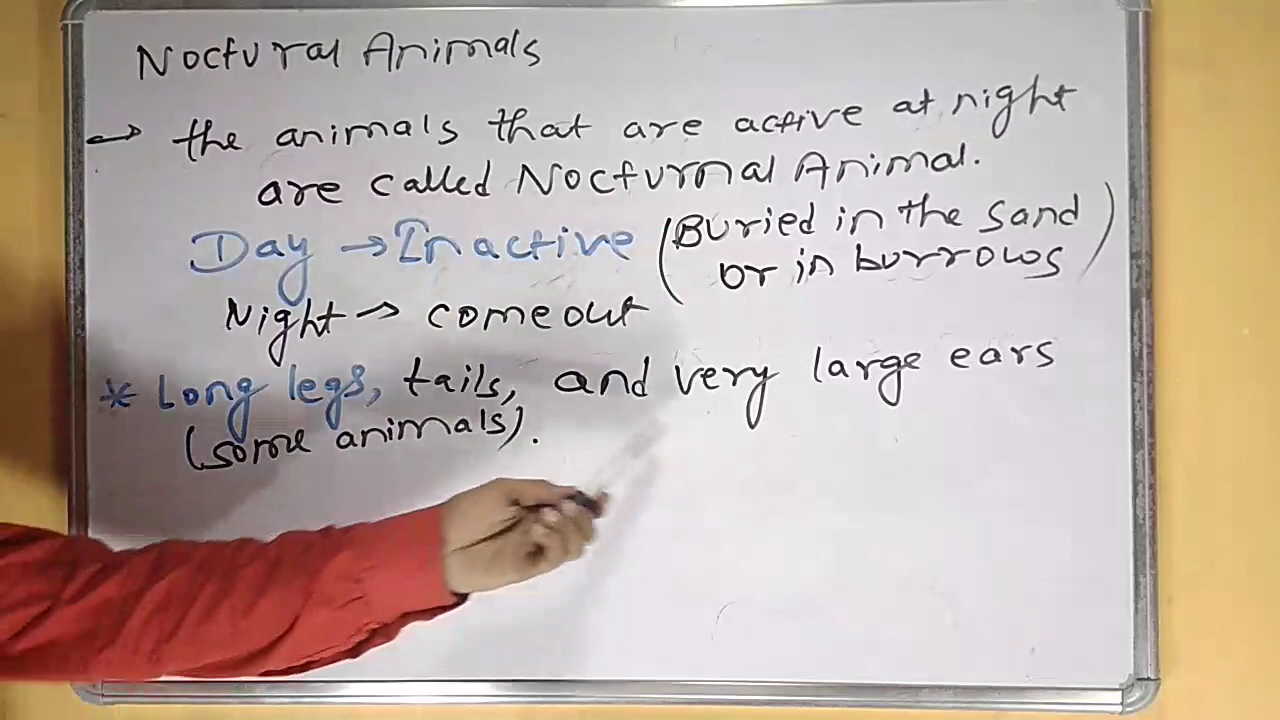 Noctural Animals
→ the animals that are active at night
are called Nocturnal Animal.
Day → Inactive (Buried in the sand
or in burrows)
Night → come out
* Long legs, tails, and very large ears
(some animals).